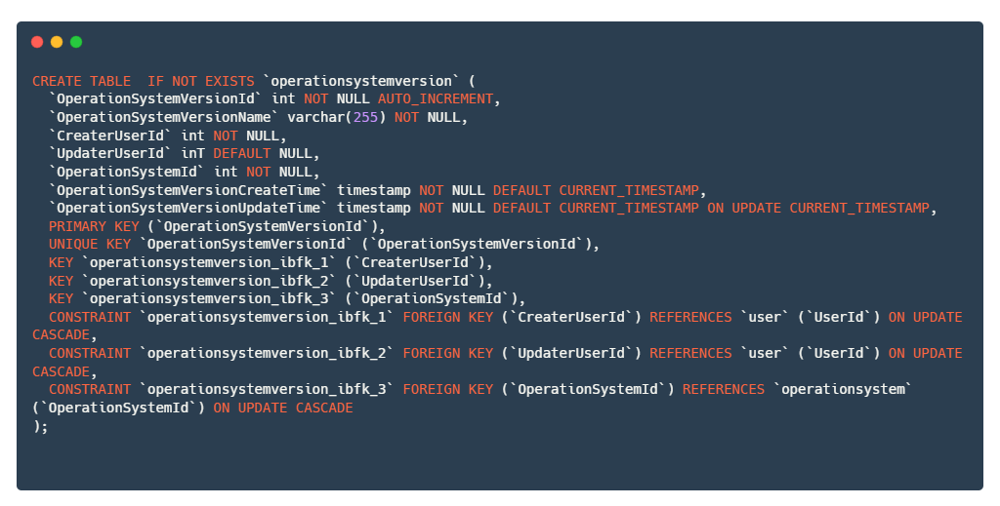 CREATE TABLE  IF NOT EXISTS `operationsystemversion` (
  `OperationSystemVersionId` int NOT NULL AUTO_INCREMENT,
  `OperationSystemVersionName` varchar(255) NOT NULL,
  `CreaterUserId` int NOT NULL,
  `UpdaterUserId` inT DEFAULT NULL,
  `OperationSystemId` int NOT NULL,
  `OperationSystemVersionCreateTime` timestamp NOT NULL DEFAULT CURRENT_TIMESTAMP,
  `OperationSystemVersionUpdateTime` timestamp NOT NULL DEFAULT CURRENT_TIMESTAMP ON UPDATE CURRENT_TIMESTAMP,
  PRIMARY KEY (`OperationSystemVersionId`),
  UNIQUE KEY `OperationSystemVersionId` (`OperationSystemVersionId`),
  KEY `operationsystemversion_ibfk_1` (`CreaterUserId`),
  KEY `operationsystemversion_ibfk_2` (`UpdaterUserId`),
  KEY `operationsystemversion_ibfk_3` (`OperationSystemId`),
  CONSTRAINT `operationsystemversion_ibfk_1` FOREIGN KEY (`CreaterUserId`) REFERENCES `user` (`UserId`) ON UPDATE
CASCADE,
  CONSTRAINT `operationsystemversion_ibfk_2` FOREIGN KEY (`UpdaterUserId`) REFERENCES `user` (`UserId`) ON UPDATE
CASCADE,
  CONSTRAINT `operationsystemversion_ibfk_3` FOREIGN KEY (`OperationSystemId`) REFERENCES `operationsystem`
(`OperationSystemId`) ON UPDATE CASCADE
);